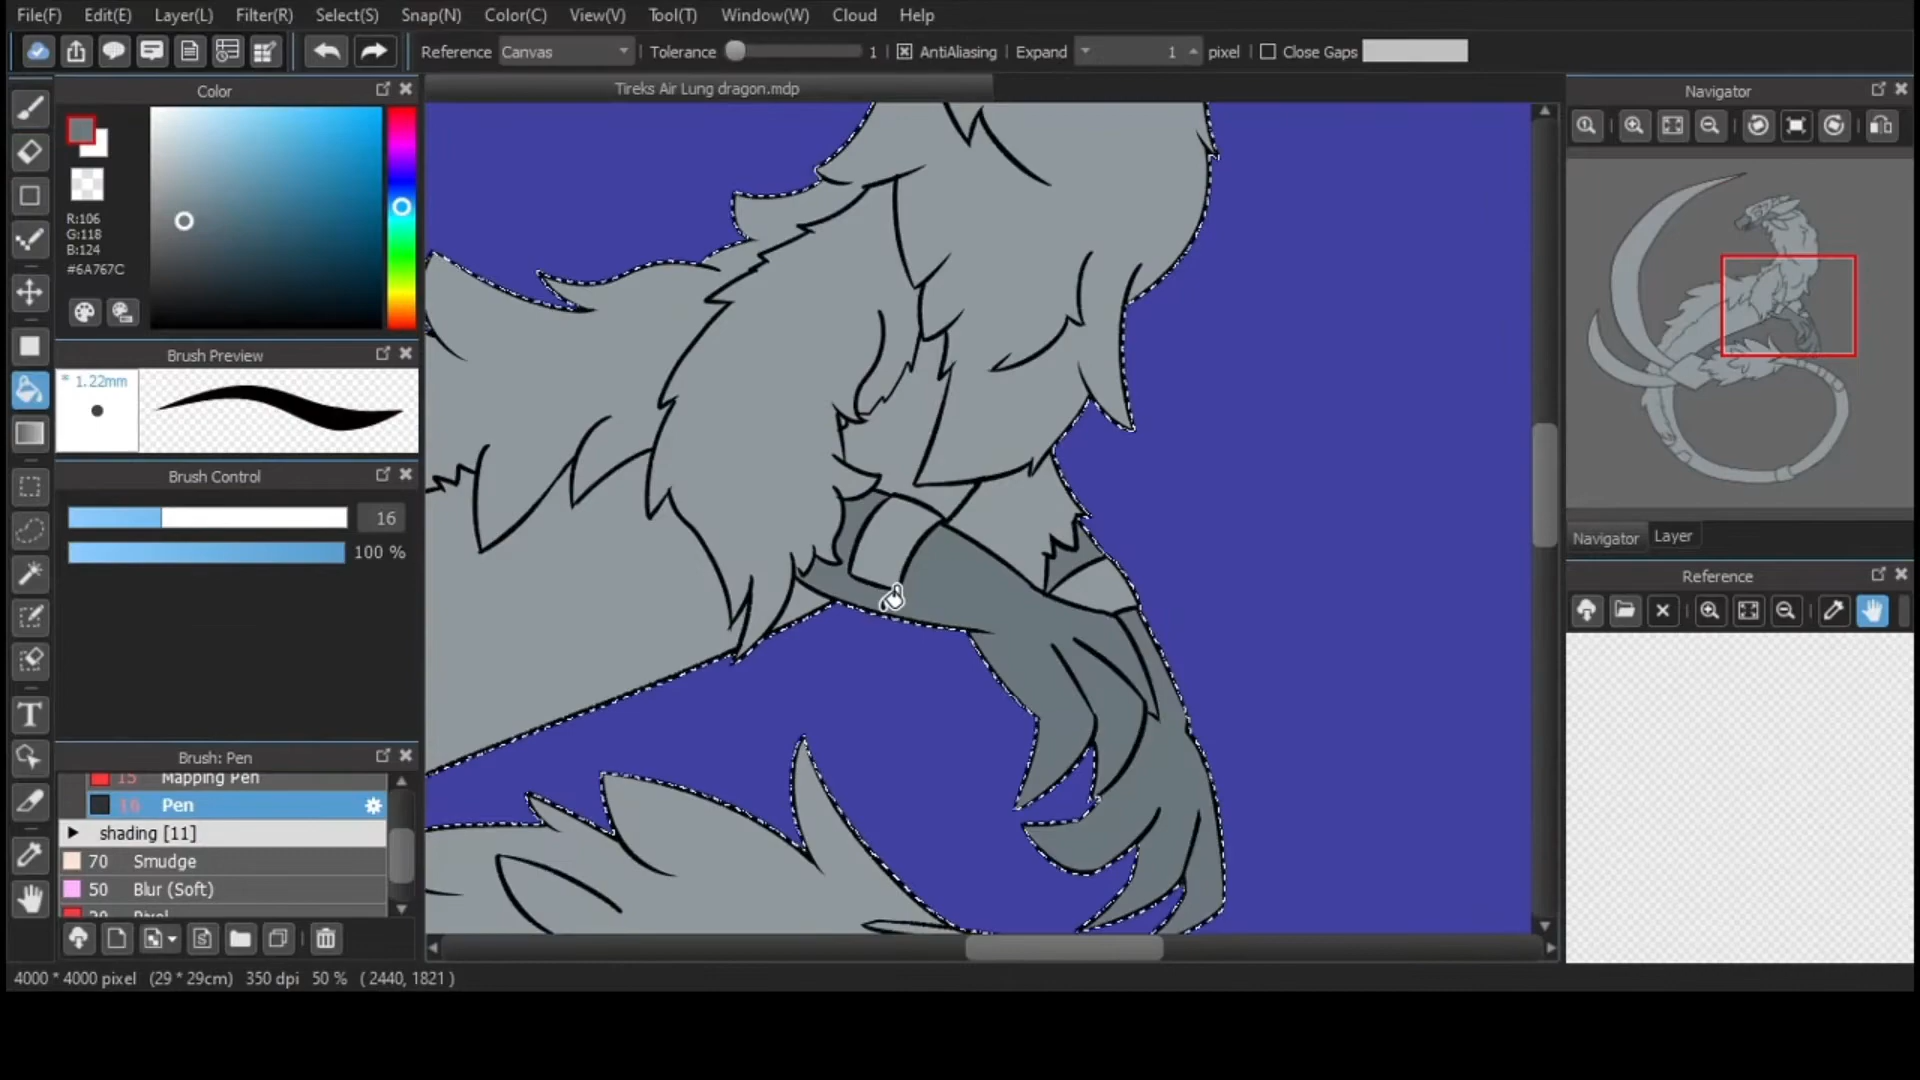 File(F) Edit(E) Layer(L) Filter(R) Select(S) Snap(N) Color(C) View(V) Tool(T) Window(W) Cloud Help
Reference Canvas Tolerance 1 AntiAliasing Expand 1 pixel Close Gaps
Color
Tireks Air Lung dragon.mdp
Navigator
R:106
G:118
B:124
#6A767C
Brush Preview
* 1.22mm
Brush Control
16
100 %
Navigator Layer
Reference
Brush: Pen
15 Mapping Pen
16 Pen
shading [11]
70 Smudge
50 Blur (Soft)
4000 * 4000 pixel (29 * 29cm) 350 dpi 50 % ( 2440, 1821 )